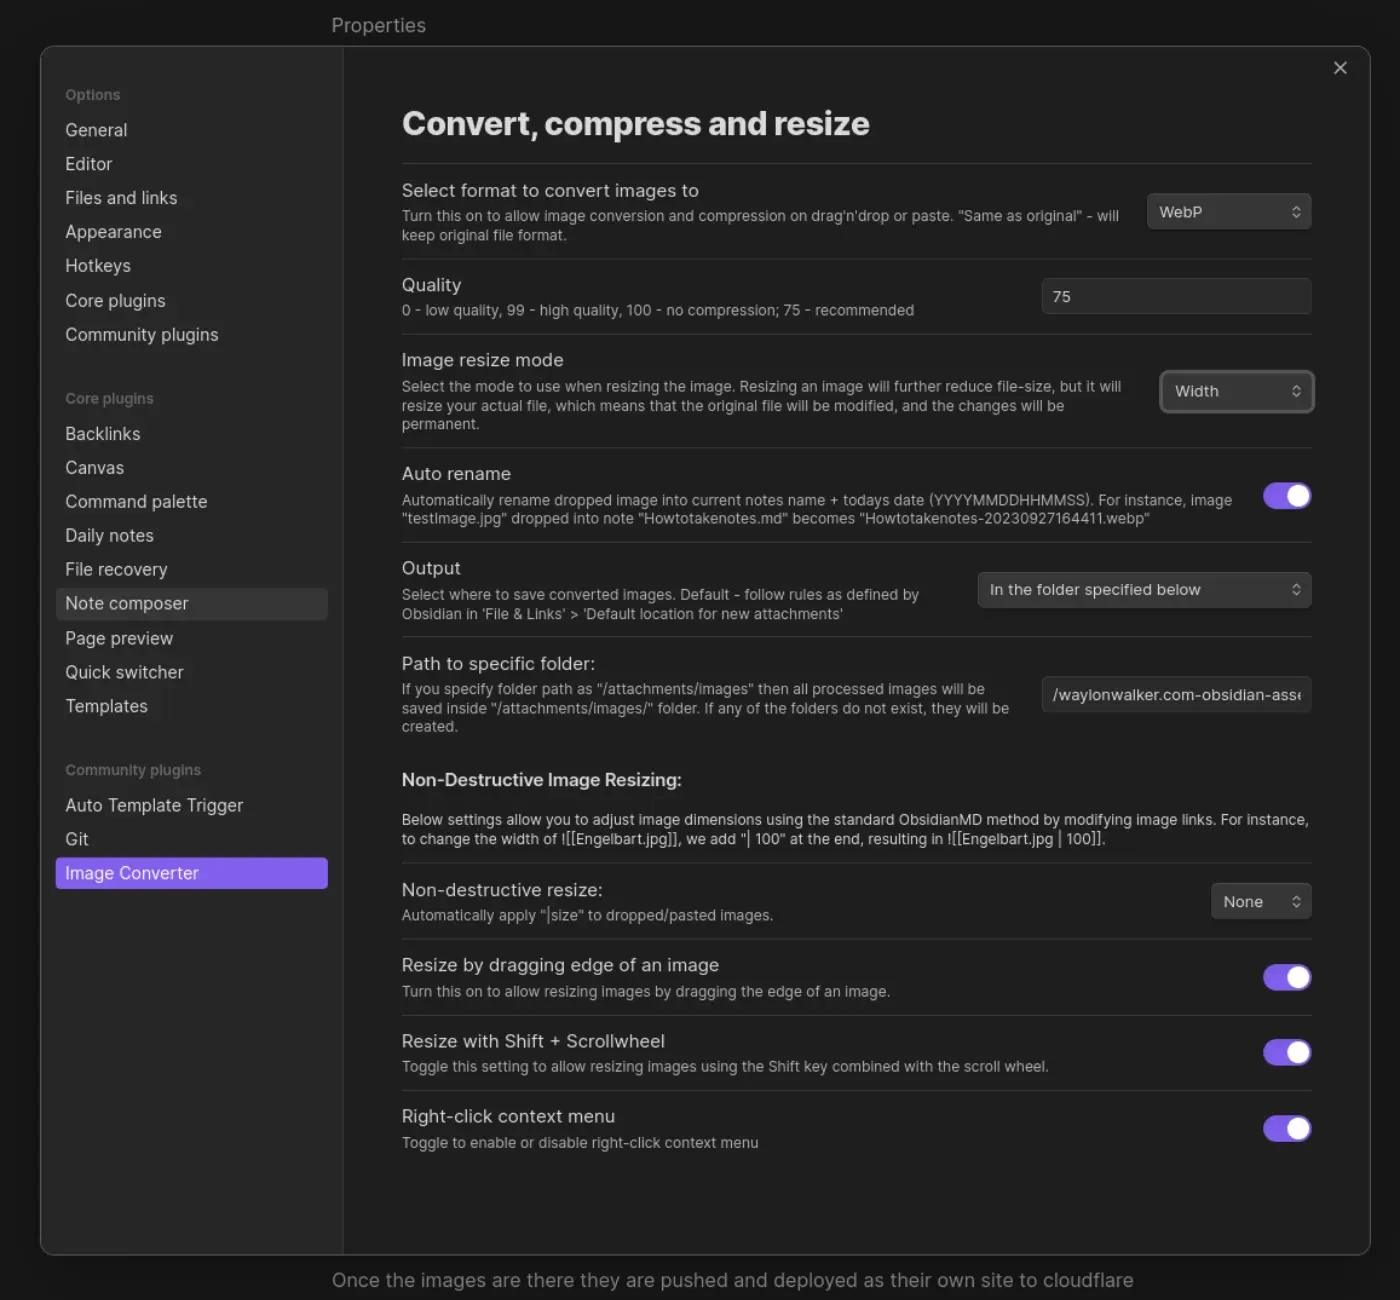 Properties
Options
General
Editor
Files and links
Appearance
Hotkeys
Core plugins
Community plugins
Core plugins
Backlinks
Canvas
Command palette
Daily notes
File recovery
Note composer
Page preview
Quick switcher
Templates
Community plugins
Auto Template Trigger
Git
Image Converter
Convert, compress and resize
Select format to convert images to
Turn this on to allow image conversion and compression on drag'n'drop or paste. "Same as original" - will
keep original file format.
WebP
Quality
0 - low quality, 99 - high quality, 100 - no compression; 75 - recommended
75
Image resize mode
Select the mode to use when resizing the image. Resizing an image will further reduce file-size, but it will
resize your actual file, which means that the original file will be modified, and the changes will be
permanent.
Width
Auto rename
Automatically rename dropped image into current notes name + todays date (YYYYMMDDHHMMSS). For instance, image
"testImage.jpg" dropped into note "Howtotakenotes.md" becomes "Howtotakenotes-20230927164411.webp"
Output
Select where to save converted images. Default - follow rules as defined by
Obsidian in 'File & Links' > 'Default location for new attachments'
In the folder specified below
Path to specific folder:
If you specify folder path as "/attachments/images" then all processed images will be
saved inside "/attachments/images/" folder. If any of the folders do not exist, they will be
created.
/waylonwalker.com-obsidian-asse
Non-Destructive Image Resizing:
Below settings allow you to adjust image dimensions using the standard ObsidianMD method by modifying image links. For instance,
to change the width of ![[Engelbart.jpg]], we add "| 100" at the end, resulting in ![[Engelbart.jpg | 100]].
Non-destructive resize:
Automatically apply "|size" to dropped/pasted images.
None
Resize by dragging edge of an image
Turn this on to allow resizing images by dragging the edge of an image.
Resize with Shift + Scrollwheel
Toggle this setting to allow resizing images using the Shift key combined with the scroll wheel.
Right-click context menu
Toggle to enable or disable right-click context menu
Once the images are there they are pushed and deployed as their own site to cloudflare